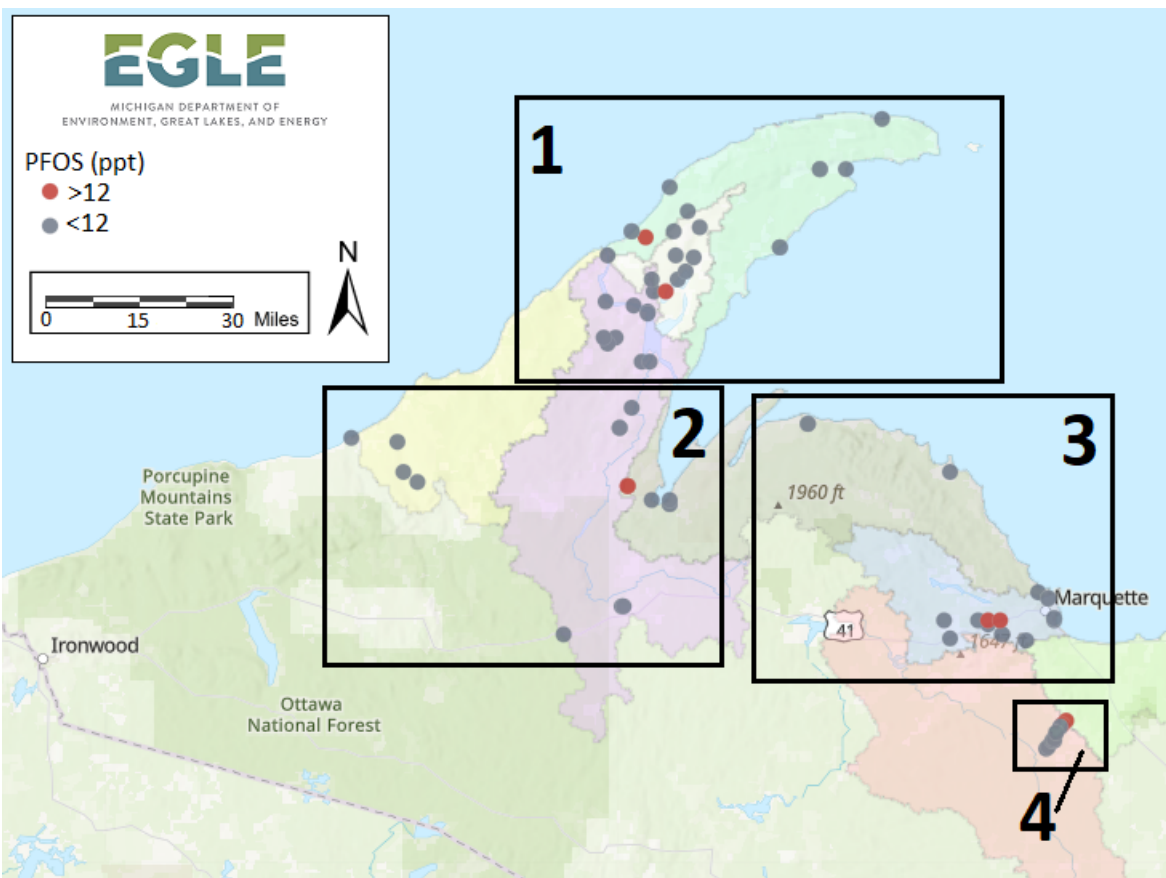 EGLE
MICHIGAN DEPARTMENT OF
ENVIRONMENT, GREAT LAKES, AND ENERGY
PFOS (ppt)
>12
<12
N
0 15 30 Miles
1
2
3
1960 ft
Porcupine
Mountains
State Park
Marquette
41
1647 ft
Ironwood
Ottawa
National Forest
4